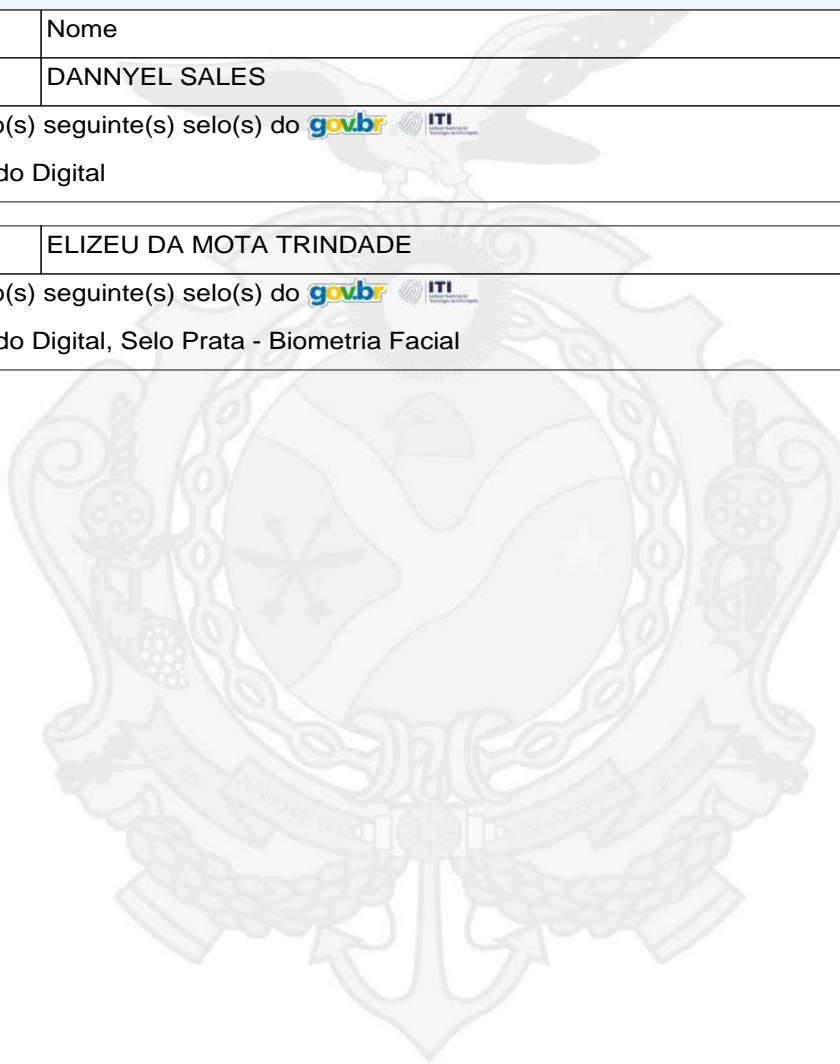 Nome
DANNYEL SALES
o(s) seguinte(s) selo(s) do gov.br ITI
do Digital
ELIZEU DA MOTA TRINDADE
o(s) seguinte(s) selo(s) do gov.br ITI
do Digital, Selo Prata - Biometria Facial